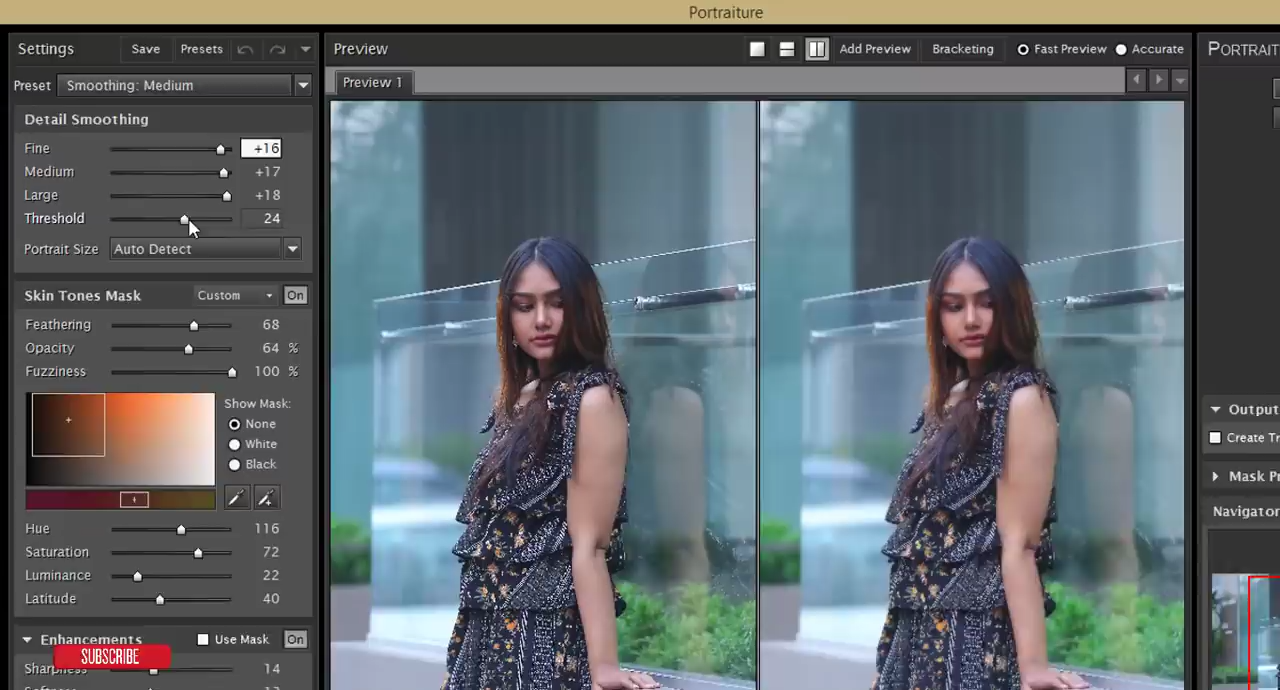 Portraiture
Settings Save Presets
Preset Smoothing: Medium
Detail Smoothing
Fine +16
Medium +17
Large +18
Threshold 24
Portrait Size Auto Detect
Skin Tones Mask Custom On
Feathering 68
Opacity 64 %
Fuzziness 100 %
Show Mask:
None
White
Black
Hue 116
Saturation 72
Luminance 22
Latitude 40
Enhancements Use Mask On
SUBSCRIBE
Sharpness 14
Preview Add Preview Bracketing Fast Preview Accurate
Preview 1
PORTRAIT
Output
Create Tr
Mask Pr
Navigator